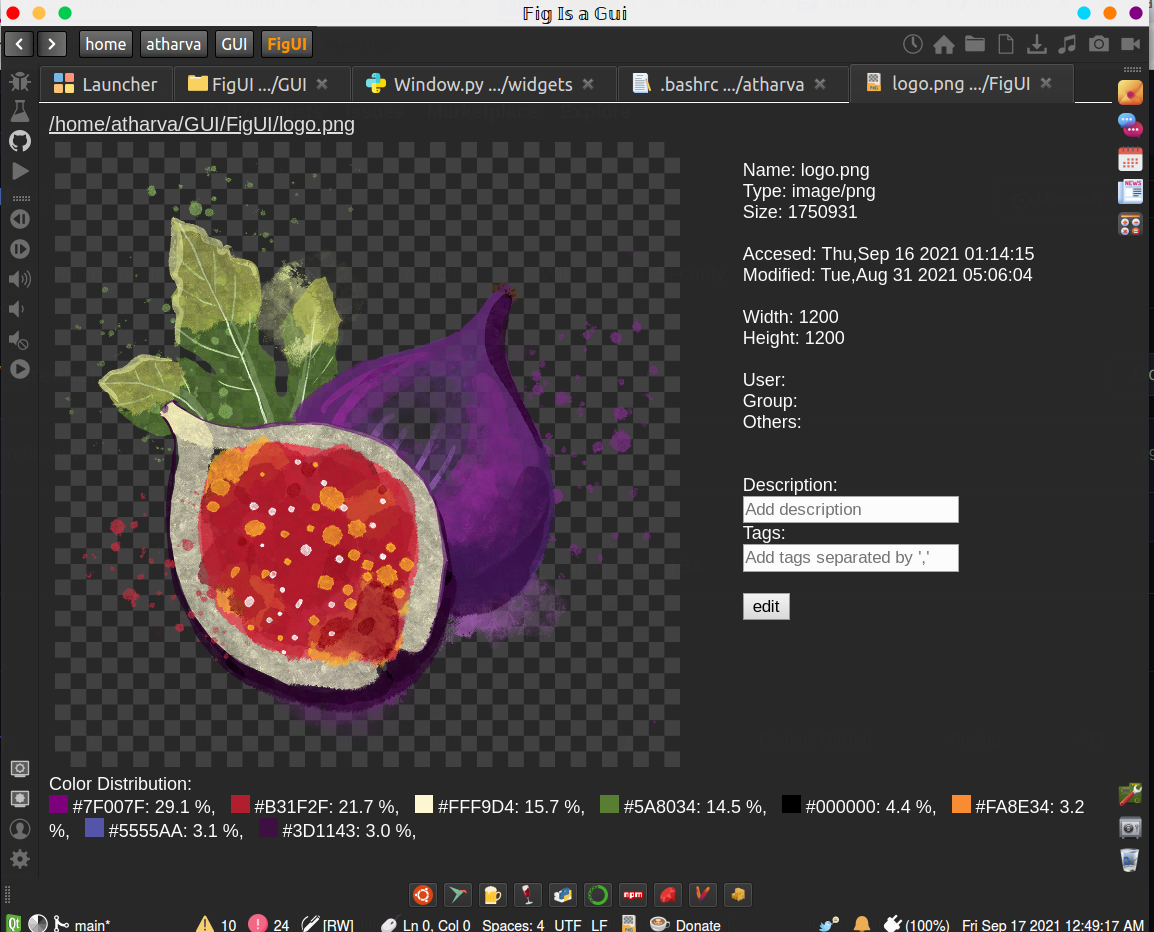 Fig Is a Gui
home atharva GUI FigUI
Launcher FigUI .../GUI Window.py .../widgets .bashrc .../atharva logo.png .../FigUI
/home/atharva/GUI/FigUI/logo.png
Name: logo.png
Type: image/png
Size: 1750931
Accesed: Thu,Sep 16 2021 01:14:15
Modified: Tue,Aug 31 2021 05:06:04
Width: 1200
Height: 1200
User:
Group:
Others:
Description:
Add description
Tags:
Add tags separated by ','
edit
NEWS
Color Distribution:
#7F007F: 29.1 %, #B31F2F: 21.7 %, #FFF9D4: 15.7 %, #5A8034: 14.5 %, #000000: 4.4 %, #FA8E34: 3.2
%, #5555AA: 3.1 %, #3D1143: 3.0 %,
npm
Qt main* 10 24 [RW] Ln 0, Col 0 Spaces: 4 UTF LF Donate (100%) Fri Sep 17 2021 12:49:17 AM